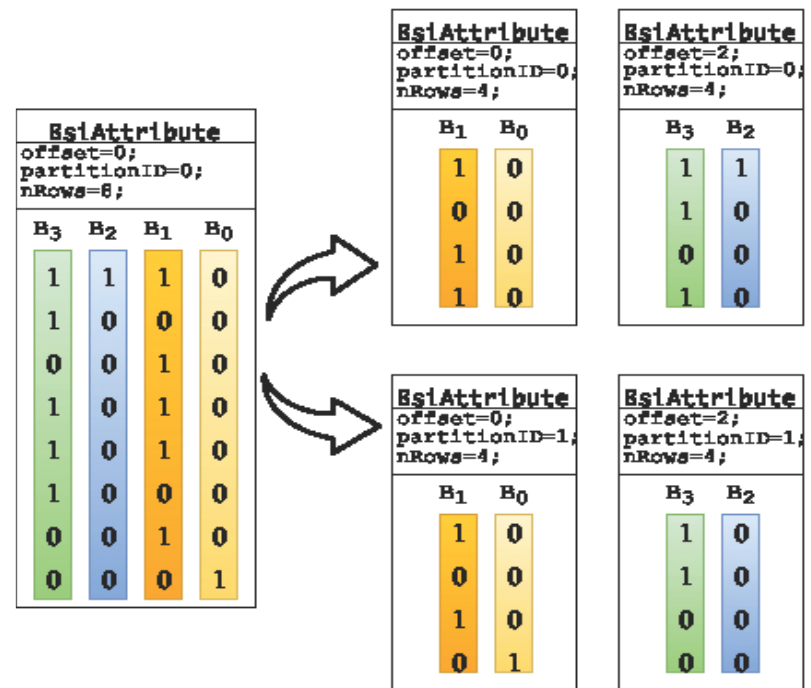 BsiAttribute
offset=0;
partitionID=0;
nRows=8;
B3 B2 B1 B0
1 1 1 0
1 0 0 0
0 0 1 0
1 0 1 0
1 0 1 0
1 0 0 0
0 0 1 0
0 0 0 1
BsiAttribute
offset=0;
partitionID=0;
nRows=4;
B1 B0
1 0
0 0
1 0
1 0
BsiAttribute
offset=2;
partitionID=0;
nRows=4;
B3 B2
1 1
1 0
0 0
1 0
BsiAttribute
offset=0;
partitionID=1;
nRows=4;
B1 B0
1 0
0 0
1 0
0 1
BsiAttribute
offset=2;
partitionID=1;
nRows=4;
B3 B2
1 0
1 0
0 0
0 0